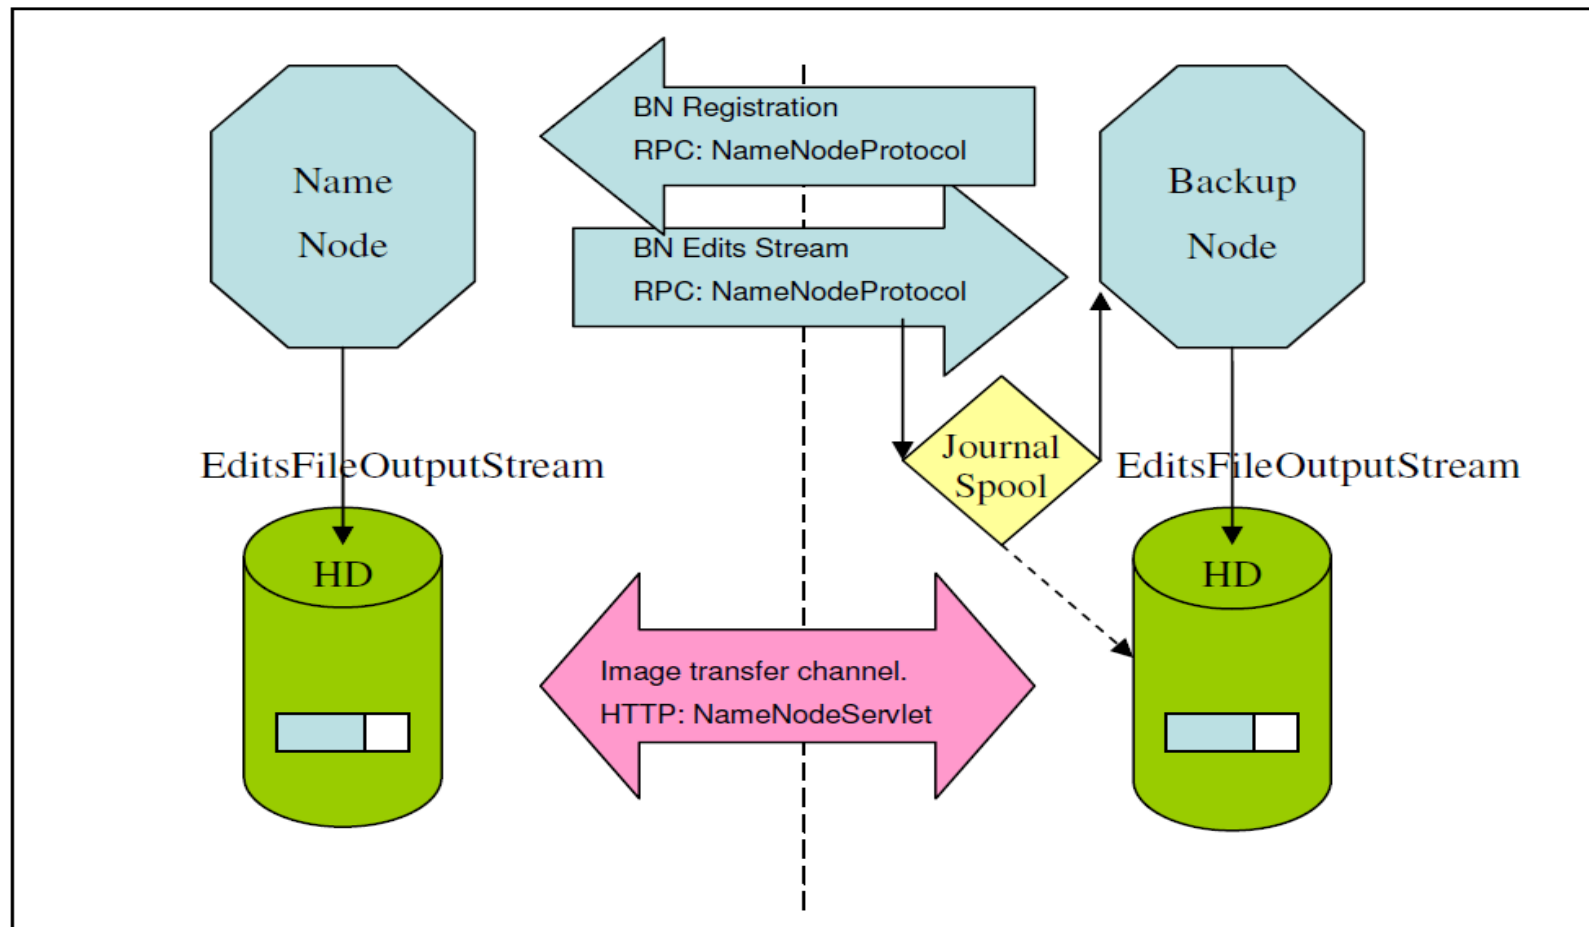 BN Registration
RPC: NameNodeProtocol
Name
Node
Backup
Node
BN Edits Stream
RPC: NameNodeProtocol
Journal
Spool
EditsFileOutputStream
EditsFileOutputStream
HD
HD
Image transfer channel.
HTTP: NameNodeServlet